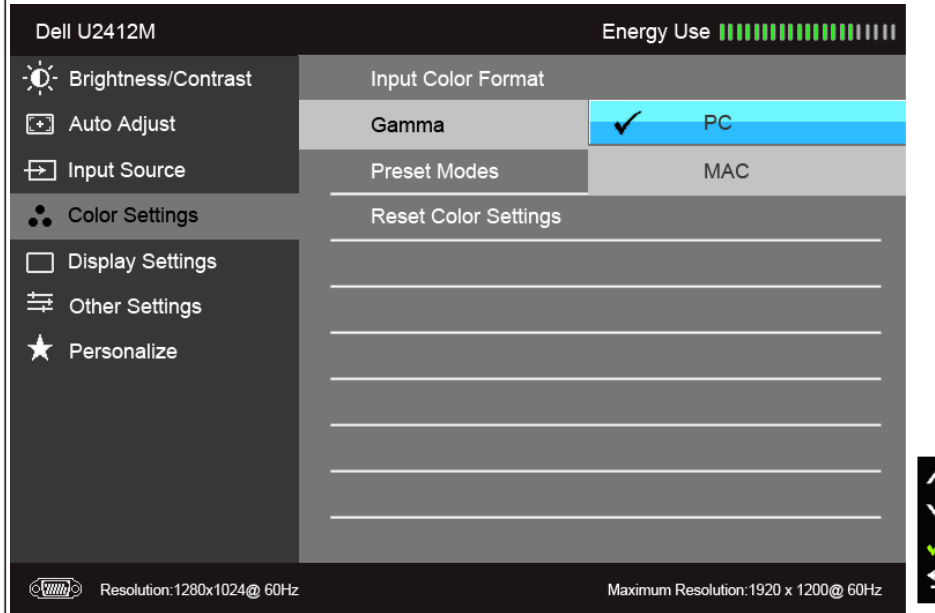 Dell U2412M Energy Use
Brightness/Contrast Input Color Format
Auto Adjust Gamma PC
Input Source Preset Modes MAC
Color Settings Reset Color Settings
Display Settings
Other Settings
Personalize
Resolution:1280x1024@ 60Hz Maximum Resolution:1920 x 1200@ 60Hz